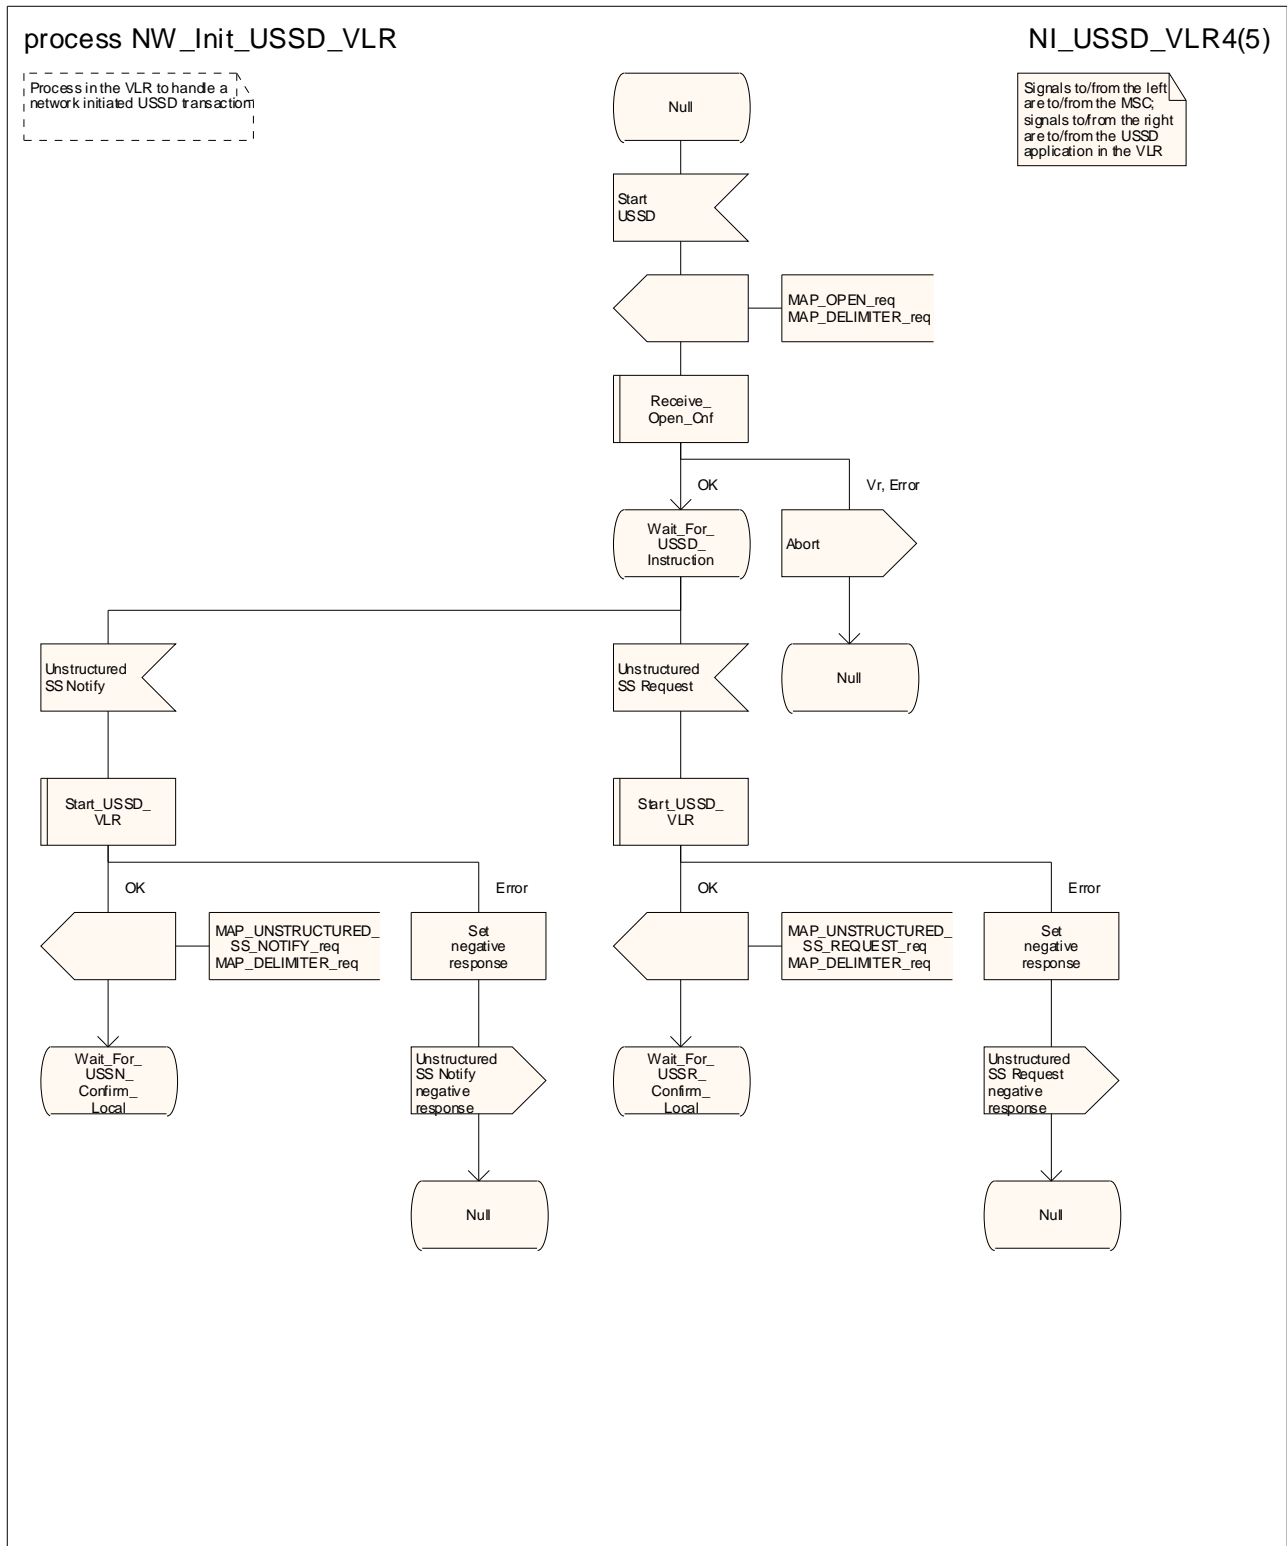 process NW_Init_USSD_VLR
NI_USSD_VLR4(5)
Process in the VLR to handle a
network initiated USSD transaction
Signals to/from the left
are to/from the MSC;
signals to/from the right
are to/from the USSD
application in the VLR
Null
Start
USSD
MAP_OPEN_req
MAP_DELIMITER_req
Receive_
Open_Cnf
OK
Vr, Error
Wait_For_
USSD_
Instruction
Abort
Unstructured
SS Notify
Unstructured
SS Request
Null
Start_USSD_
VLR
Start_USSD_
VLR
OK
Error
OK
Error
MAP_UNSTRUCTURED_
SS_NOTIFY_req
MAP_DELIMITER_req
Set
negative
response
MAP_UNSTRUCTURED_
SS_REQUEST_req
MAP_DELIMITER_req
Set
negative
response
Wait_For_
USSN_
Confirm_
Local
Unstructured
SS Notify
negative
response
Wait_For_
USSR_
Confirm_
Local
Unstructured
SS Request
negative
response
Null
Null